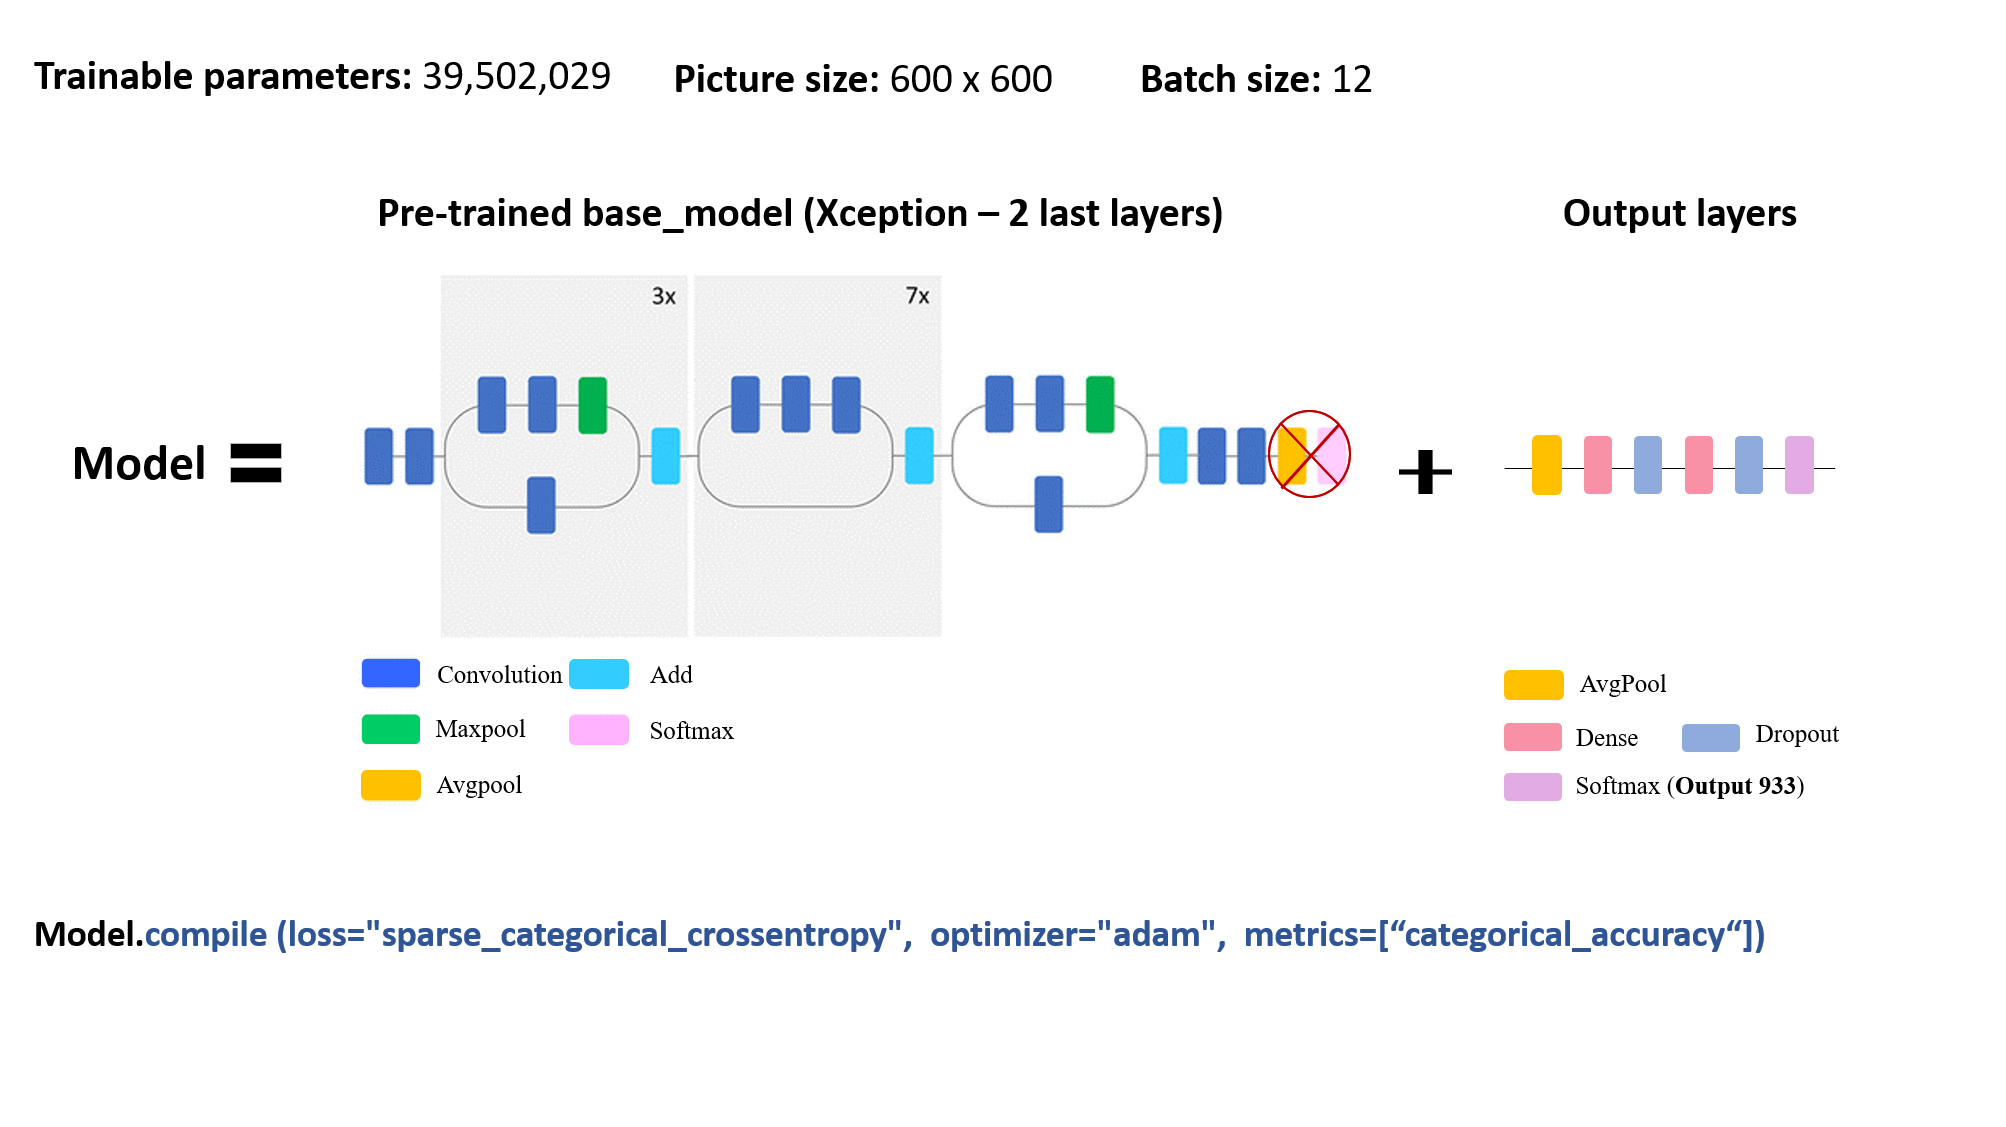 Trainable parameters: 39,502,029 Picture size: 600 x 600 Batch size: 12
Pre-trained base_model (Xception – 2 last layers) Output layers
3x 7x
Model = +
Convolution Add
Maxpool Softmax
Avgpool
AvgPool
Dense Dropout
Softmax (Output 933)
Model.compile (loss="sparse_categorical_crossentropy", optimizer="adam", metrics=[“categorical_accuracy“])